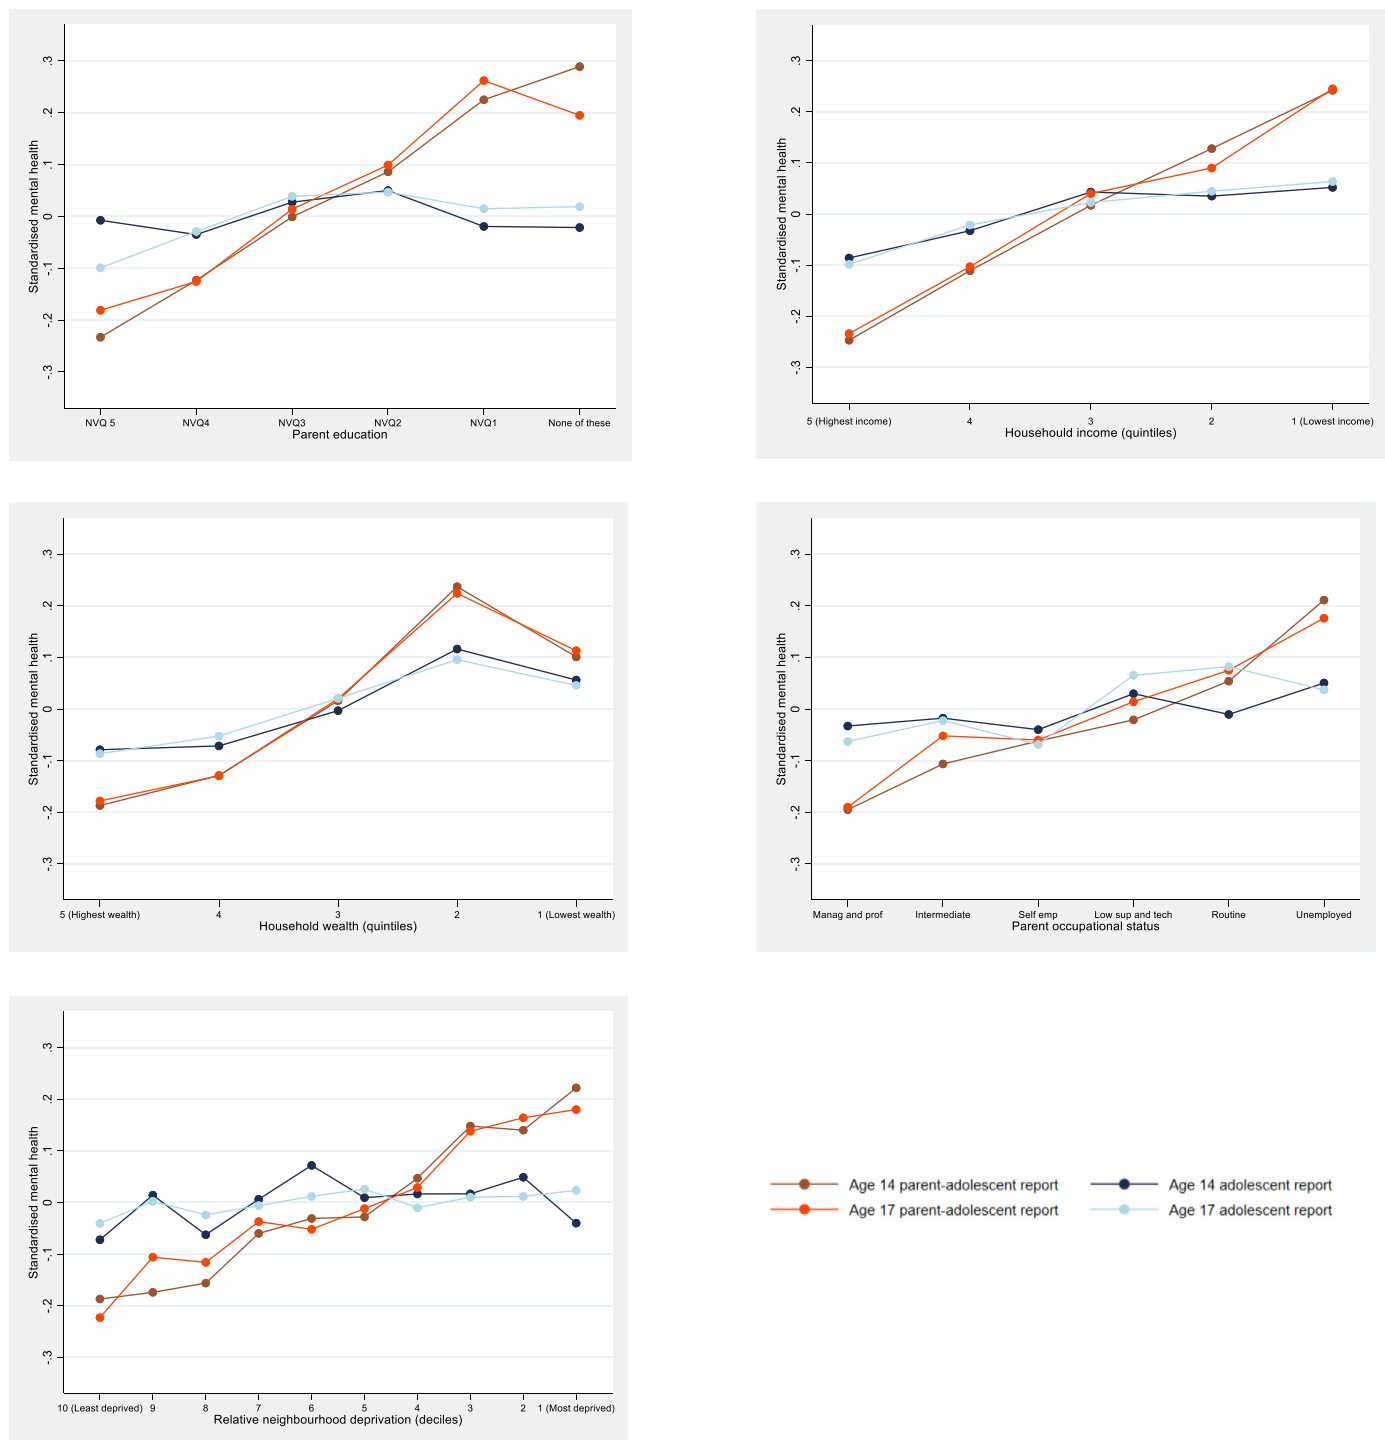 Standardised mental health
.3
.2
.1
0
-.1
-.2
-.3
NVQ 5 NVQ4 NVQ3 NVQ2 NVQ1 None of these
Parent education
Standardised mental health
.3
.2
.1
0
-.1
-.2
-.3
5 (Highest income) 4 3 2 1 (Lowest income)
Househould income (quintiles)
Standardised mental health
.3
.2
.1
0
-.1
-.2
-.3
5 (Highest wealth) 4 3 2 1 (Lowest wealth)
Household wealth (quintiles)
Standardised mental health
.3
.2
.1
0
-.1
-.2
-.3
Manag and prof Intermediate Self emp Low sup and tech Routine Unemployed
Parent occupational status
Standardised mental health
.3
.2
.1
0
-.1
-.2
-.3
10 (Least deprived) 9 8 7 6 5 4 3 2 1 (Most deprived)
Relative neighbourhood deprivation (deciles)
Age 14 parent-adolescent report Age 14 adolescent report
Age 17 parent-adolescent report Age 17 adolescent report